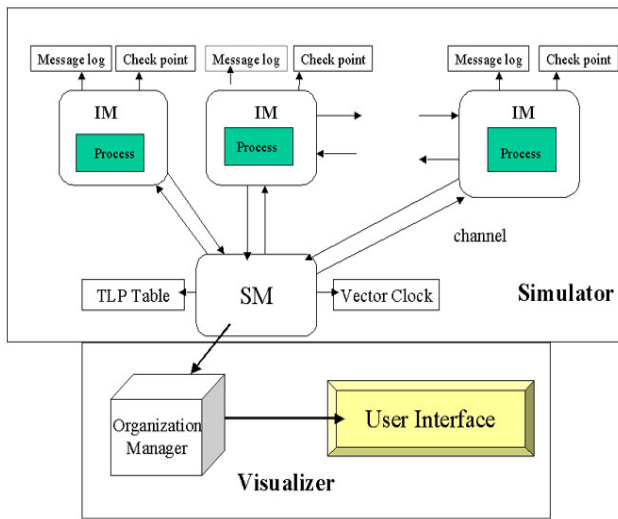 Message log
Check point
Message log
Check point
Message log
Check point
IM
IM
IM
Process
Process
Process
channel
TLP Table
SM
Vector Clock
Simulator
Organization
Manager
User Interface
Visualizer